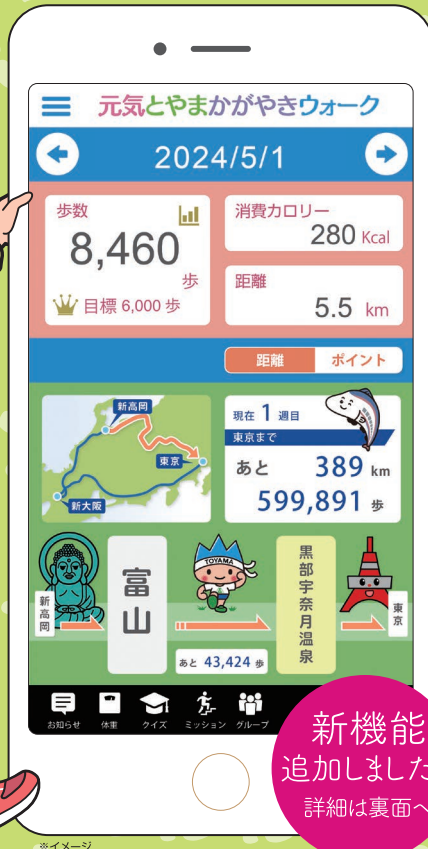 元気とやまかがやきウォーク
2024/5/1
歩数
8,460
歩
目標 6,000 歩
消費カロリー
280 Kcal
距離
5.5 km
距離
ポイント
新高岡
東京
新大阪
現在 1 週目
東京まで
あと 389 km
599,891 歩
新高岡
富山
TOYAMA
黒部宇奈月温泉
東京
あと 43,424 歩
お知らせ
体重
クイズ
ミッション
グループ
新機能
追加しました
詳細は裏面へ
※イメージ